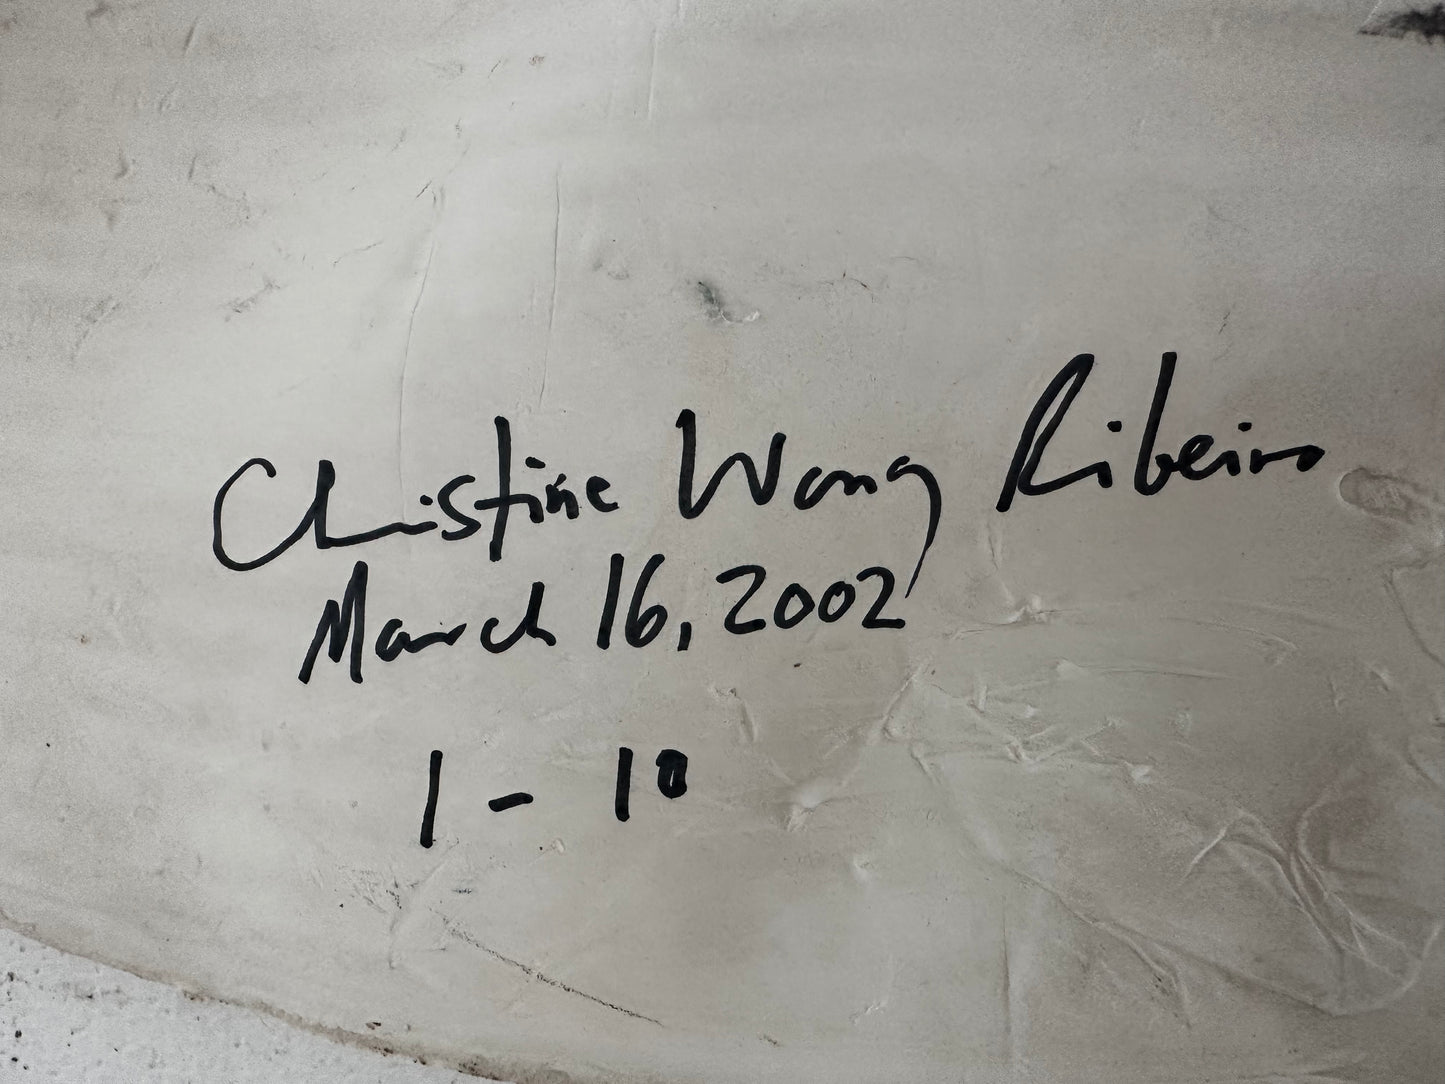 Christine Wong Ribeiro
March 16, 2002
1 - 10